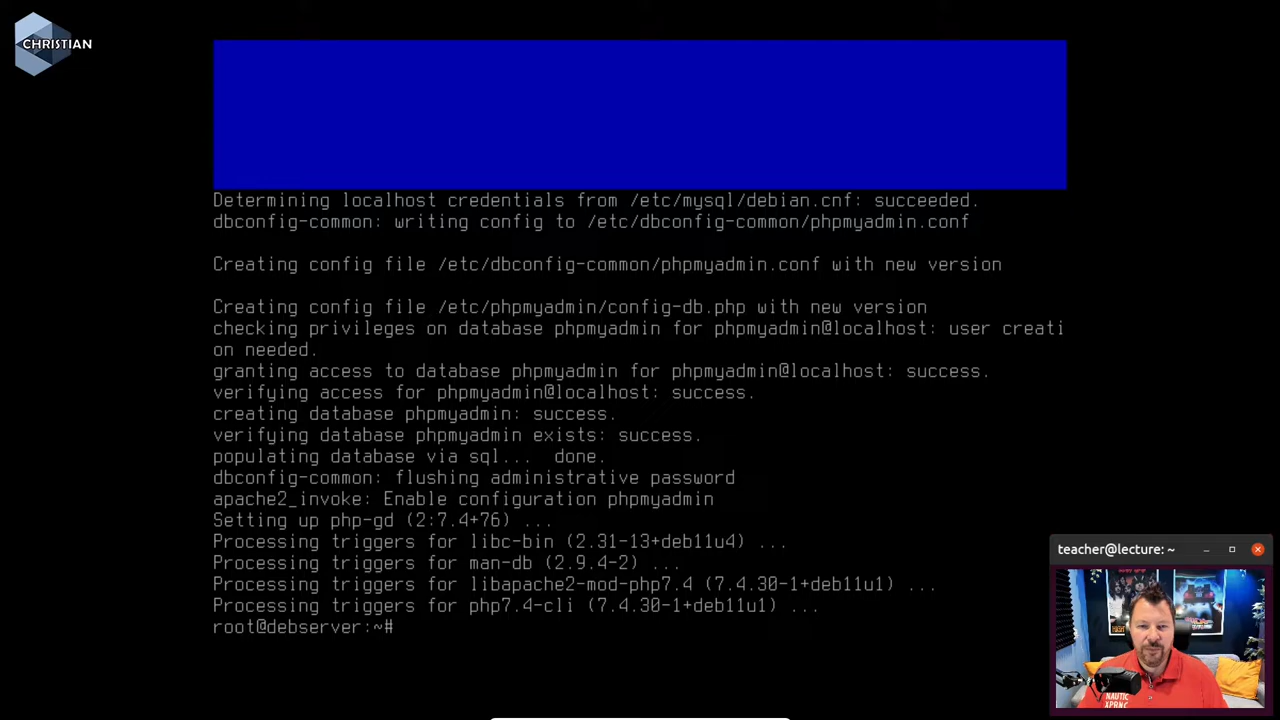 CHRISTIAN
Determining localhost credentials from /etc/mysql/debian.cnf: succeeded.
dbconfig-common: writing config to /etc/dbconfig-common/phpmyadmin.conf
Creating config file /etc/dbconfig-common/phpmyadmin.conf with new version
Creating config file /etc/phpmyadmin/config-db.php with new version
checking privileges on database phpmyadmin for phpmyadmin@localhost: user creati
on needed.
granting access to database phpmyadmin for phpmyadmin@localhost: success.
verifying access for phpmyadmin@localhost: success.
creating database phpmyadmin: success.
verifying database phpmyadmin exists: success.
populating database via sql...  done.
dbconfig-common: flushing administrative password
apache2_invoke: Enable configuration phpmyadmin
Setting up php-gd (2:7.4+76) ...
Processing triggers for libc-bin (2.31-13+deb11u4) ...
Processing triggers for man-db (2.9.4-2) ...
Processing triggers for libapache2-mod-php7.4 (7.4.30-1+deb11u1) ...
Processing triggers for php7.4-cli (7.4.30-1+deb11u1) ...
root@debserver:~#
teacher@lecture: ~
NAUTIC
XPRNC